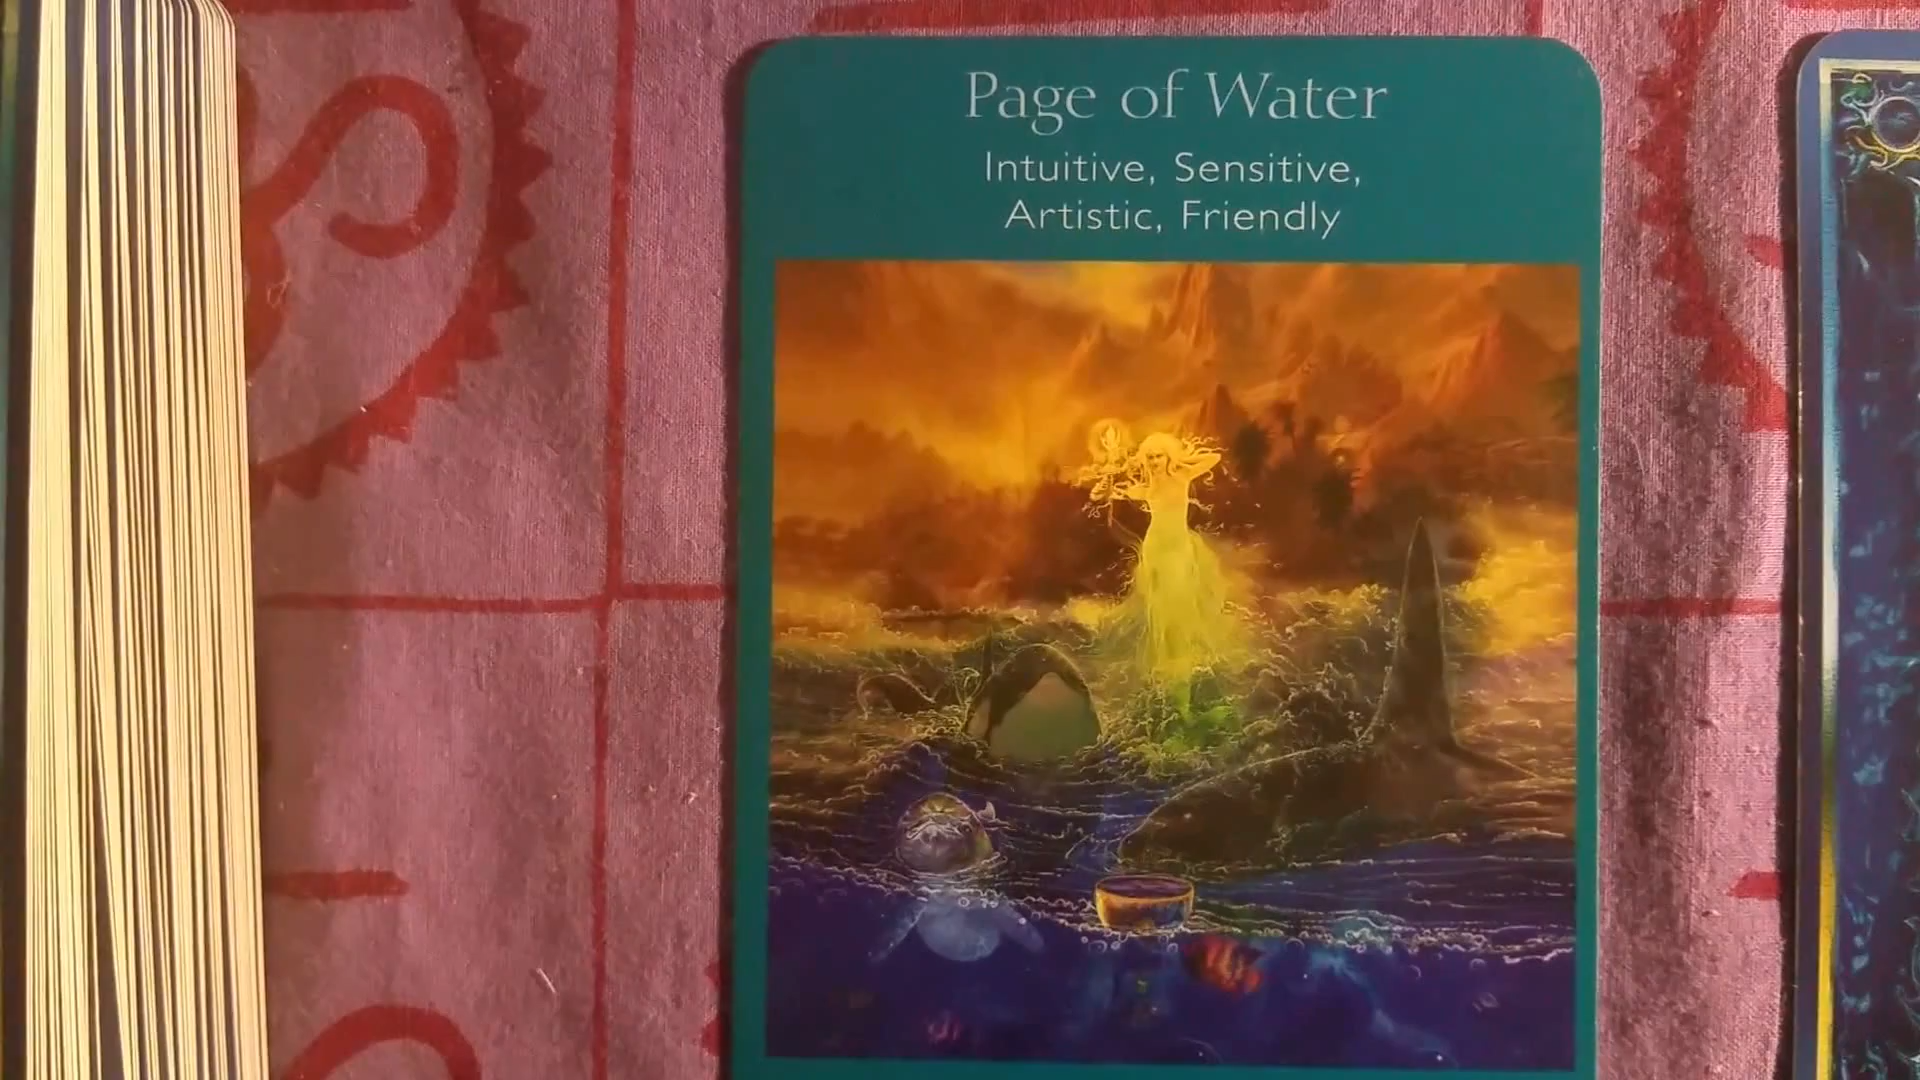 Page of Water
Intuitive, Sensitive,
Artistic, Friendly